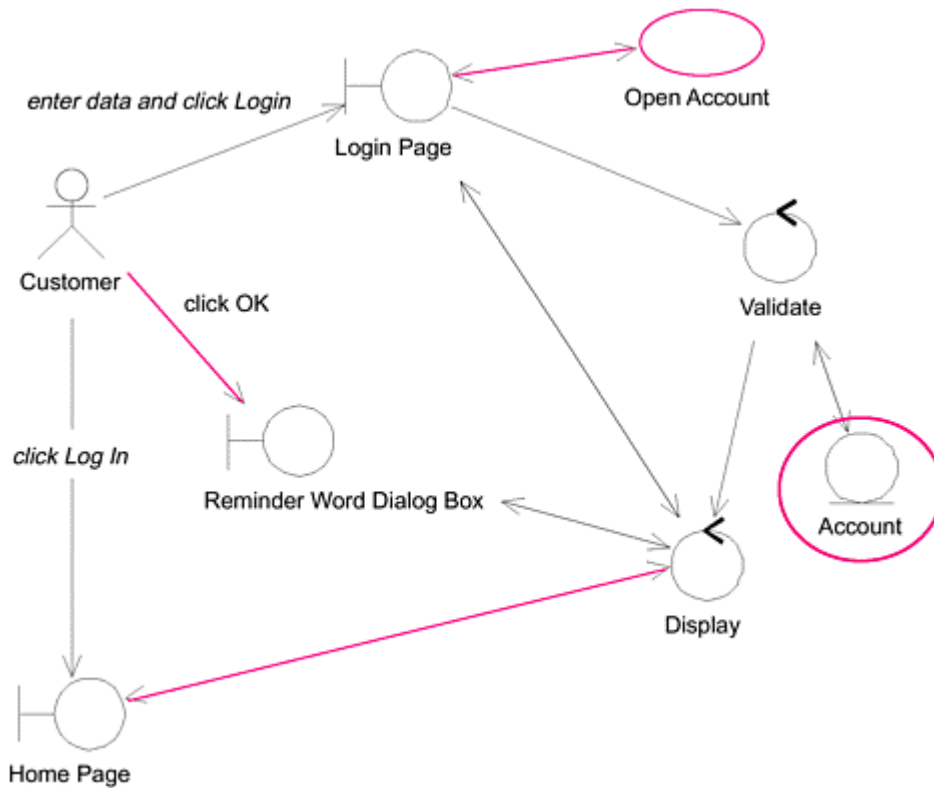 Open Account
enter data and click Login
Login Page
Customer
click OK
Validate
click Log In
Reminder Word Dialog Box
Account
Display
Home Page